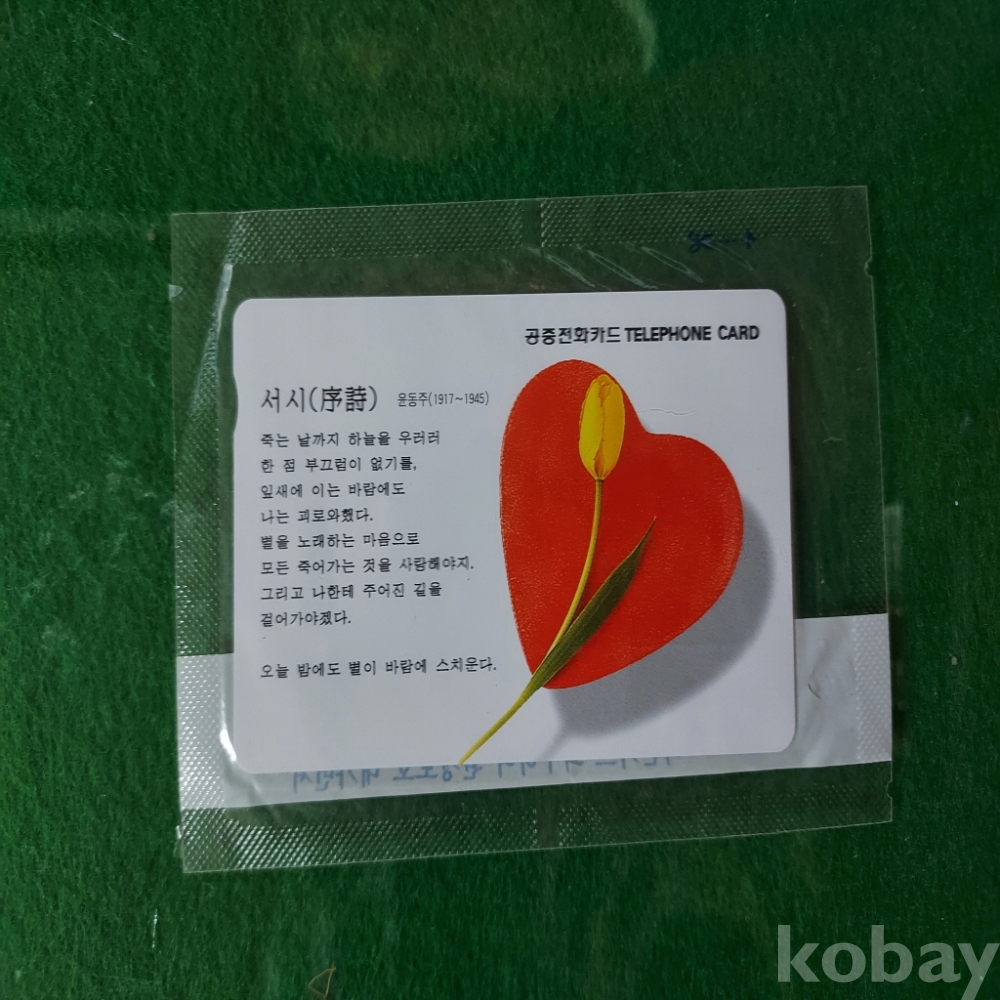 공중전화카드 TELEPHONE CARD
서시(序詩) 윤동주(1917~1945)
죽는 날까지 하늘을 우러러
한 점 부끄럼이 없기를,
잎새에 이는 바람에도
나는 괴로와했다.
별을 노래하는 마음으로
모든 죽어가는 것을 사랑해야지.
그리고 나한테 주어진 길을
걸어가야겠다.
오늘 밤에도 별이 바람에 스치운다.
kobay